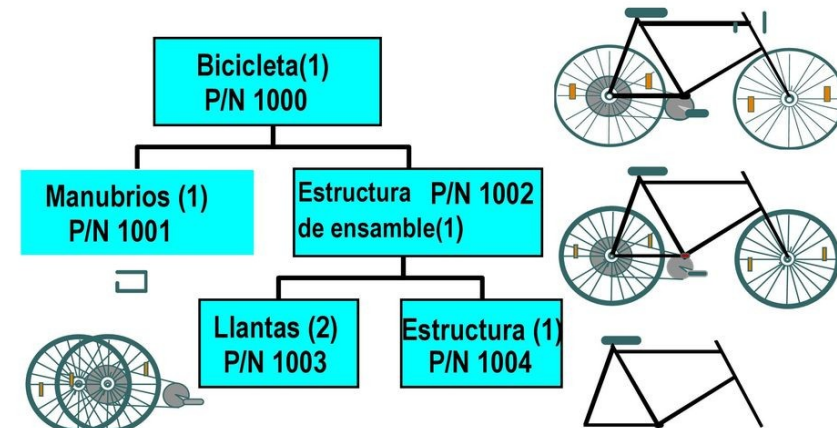 Bicicleta(1)
P/N 1000
Manubrios (1)
P/N 1001
Estructura P/N 1002
de ensamble(1)
Llantas (2)
P/N 1003
Estructura (1)
P/N 1004